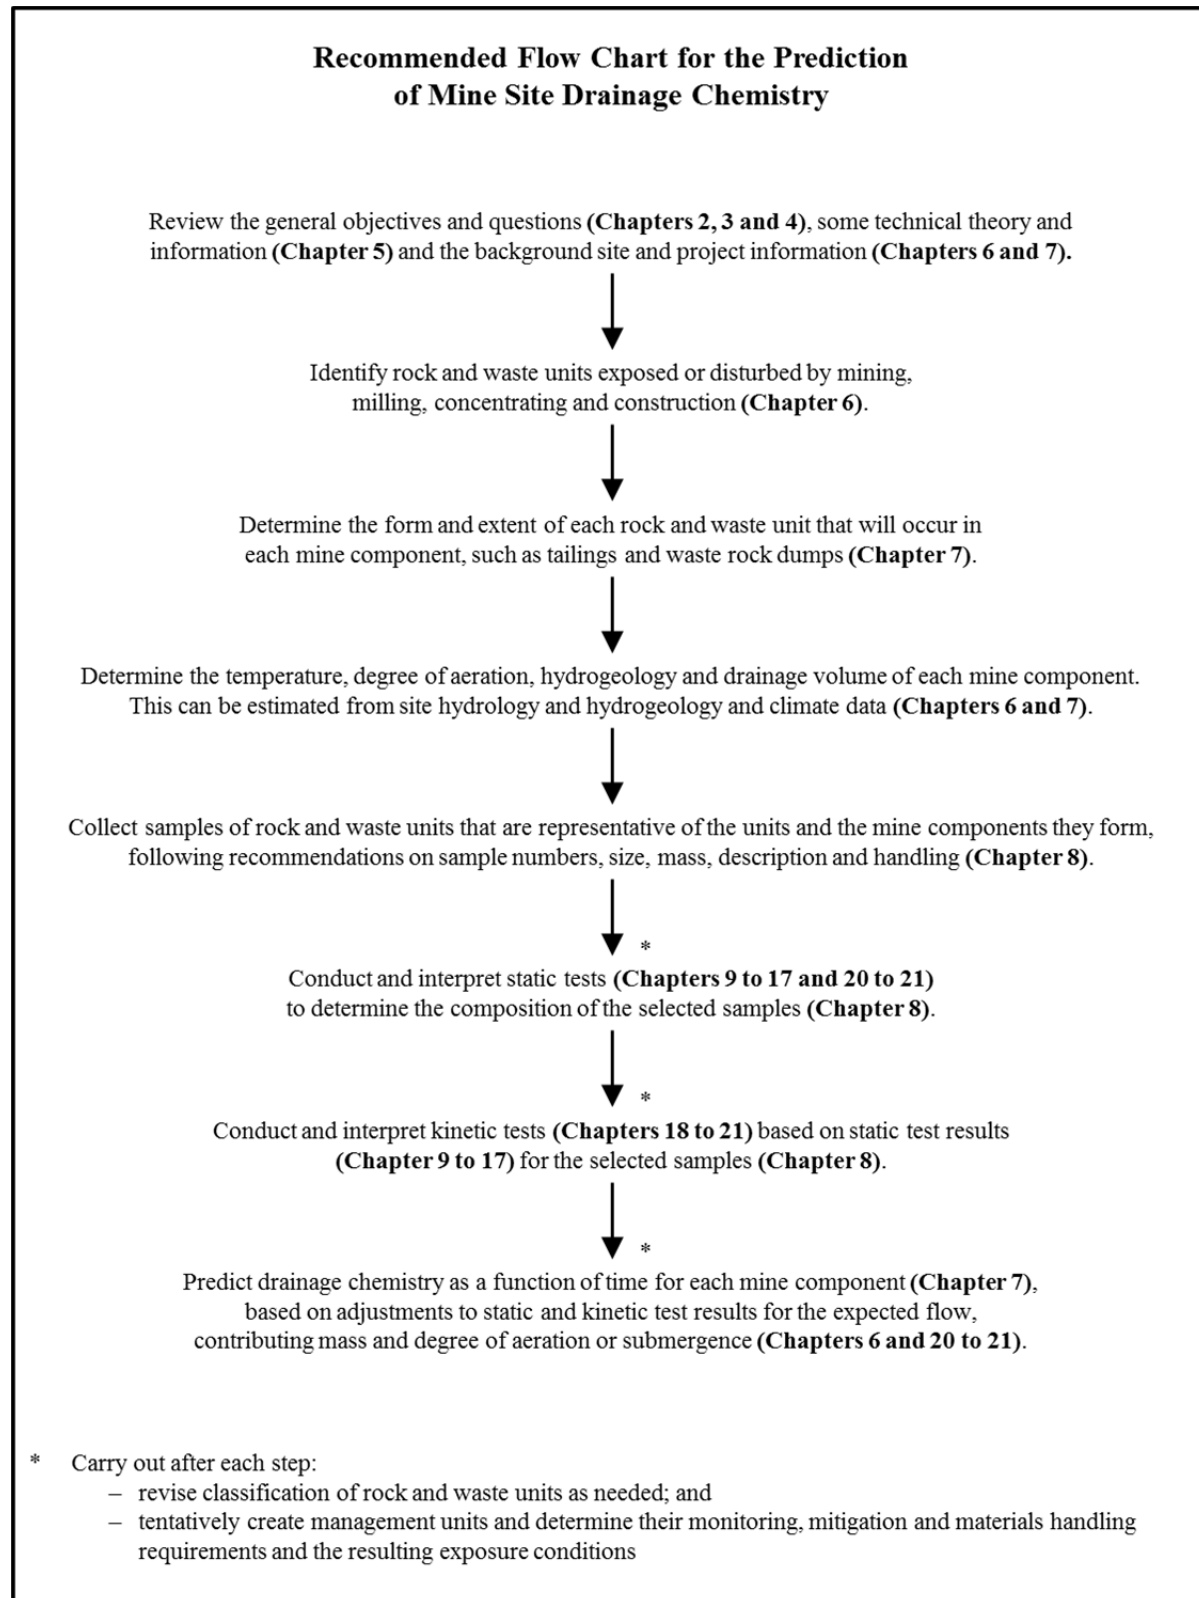 Recommended Flow Chart for the Prediction
of Mine Site Drainage Chemistry
Review the general objectives and questions (Chapters 2, 3 and 4), some technical theory and
information (Chapter 5) and the background site and project information (Chapters 6 and 7).
Identify rock and waste units exposed or disturbed by mining,
milling, concentrating and construction (Chapter 6).
Determine the form and extent of each rock and waste unit that will occur in
each mine component, such as tailings and waste rock dumps (Chapter 7).
Determine the temperature, degree of aeration, hydrogeology and drainage volume of each mine component.
This can be estimated from site hydrology and hydrogeology and climate data (Chapters 6 and 7).
Collect samples of rock and waste units that are representative of the units and the mine components they form,
following recommendations on sample numbers, size, mass, description and handling (Chapter 8).
*
Conduct and interpret static tests (Chapters 9 to 17 and 20 to 21)
to determine the composition of the selected samples (Chapter 8).
*
Conduct and interpret kinetic tests (Chapters 18 to 21) based on static test results
(Chapter 9 to 17) for the selected samples (Chapter 8).
*
Predict drainage chemistry as a function of time for each mine component (Chapter 7),
based on adjustments to static and kinetic test results for the expected flow,
contributing mass and degree of aeration or submergence (Chapters 6 and 20 to 21).
* Carry out after each step:
– revise classification of rock and waste units as needed; and
– tentatively create management units and determine their monitoring, mitigation and materials handling
requirements and the resulting exposure conditions